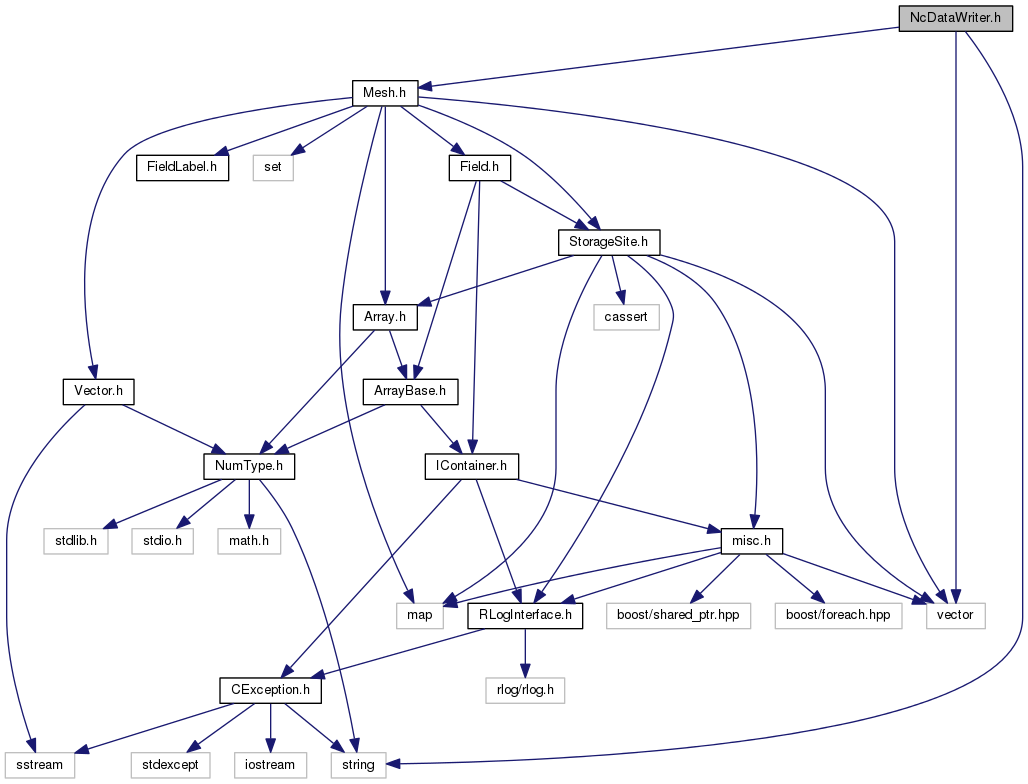 NcDataWriter.h
Mesh.h
FieldLabel.h
set
Field.h
StorageSite.h
Array.h
cassert
Vector.h
ArrayBase.h
NumType.h
IContainer.h
stdlib.h
stdio.h
math.h
misc.h
map
RLogInterface.h
boost/shared_ptr.hpp
boost/foreach.hpp
vector
CException.h
rlog/rlog.h
sstream
stdexcept
iostream
string